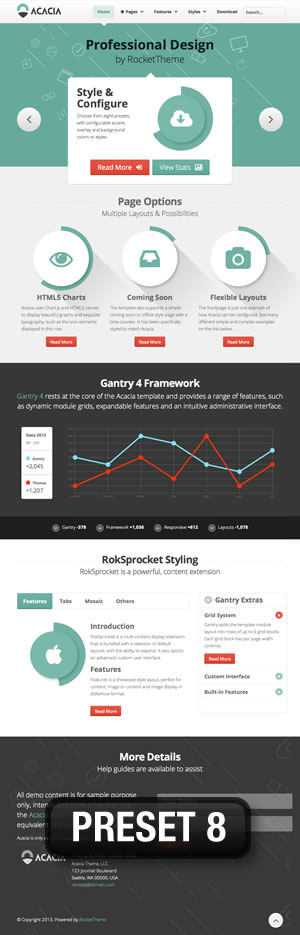 ACACIA
Home Pages Features Styles Download Search...
Professional Design
by RocketTheme
Style &
Configure
Choose from eight presets,
with configurable accent,
overlay and background
colors or styles.
Read More View Stats
Page Options
Multiple Layouts & Possibilities
HTML5 Charts Coming Soon Flexible Layouts
Acacia uses Chart.js and HTML5 canvas
to display beautiful graphs and exquisite
typography, such as the icon elements
displayed in this row.
The template also supports a simple
coming soon or offline style page with a
time counter. It has been specifically
styled to match Acacia.
The frontpage is just one example of
how Acacia can be configured. See many
different simple and complex examples
on the link below.
Read More Read More Read More
Gantry 4 Framework
Gantry 4 rests at the core of the Acacia template and provides a range of features, such
as dynamic module grids, expandable features and an intuitive administrative interface.
Data 2013
Gantry
+2,045
Themes
+1,207
Gantry -378 Framework +1,036 Responsive +612 Layouts -1,078
RokSprocket Styling
RokSprocket is a powerful, content extension
Features Tabs Mosaic Others
Introduction
RokSprocket is a multi-content display extension
that is bundled with a selection of default
layouts, with the ability to expand. It also sports
an advanced, custom user interface.
Features
Features is a showcase style layout, perfect for
content, image or content and image display in
slideshow format.
Read More
Gantry Extras
Grid System
Gantry splits the template module
layout into rows of up to 6 grid blocks.
Each grid block has per page width
controls.
Read More
Custom Interface
Built-in Features
More Details
Help guides are available to assist
All demo content is for sample purpose
only, inten
the Acacia
equivalent
Acacia is only
PRESET 8
ACACIA
Acacia Theme, LLC
123 Joomla! Boulevard
Seattle, WA 00000, USA
noreply@domain.com
© Copyright 2013. Powered by RocketTheme